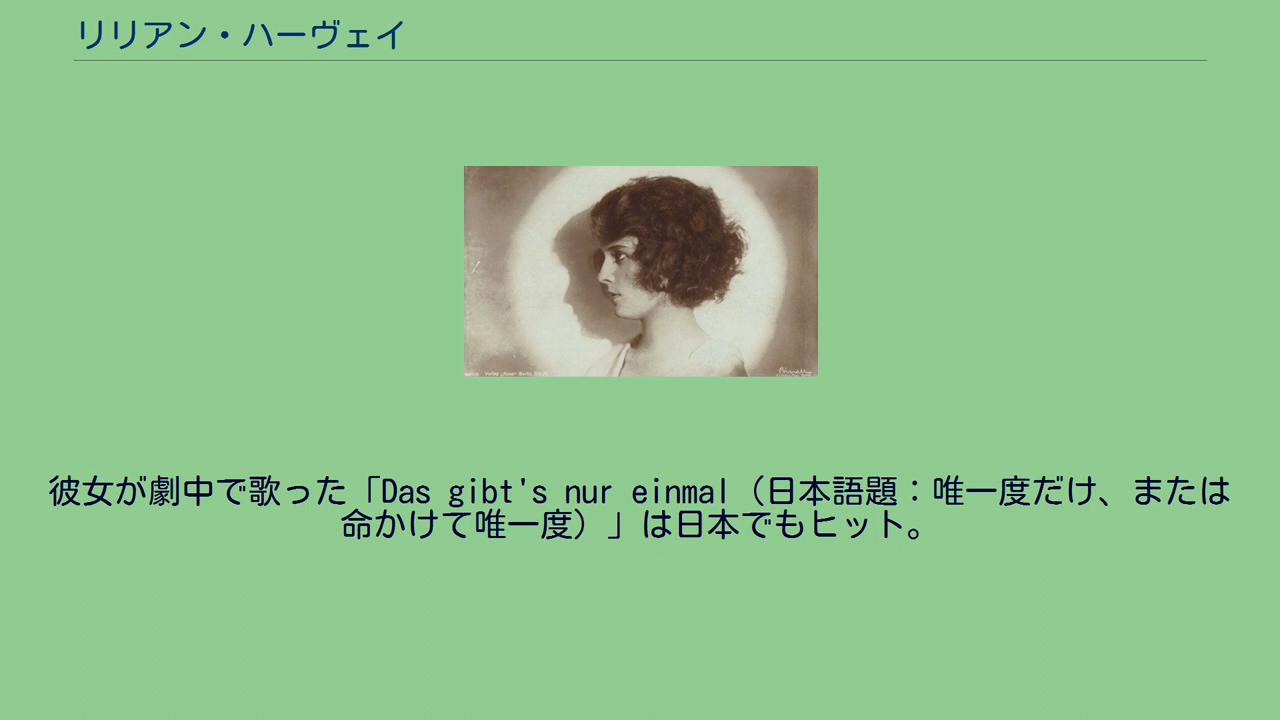 リリアン・ハーヴェイ
彼女が劇中で歌った「Das gibt's nur einmal（日本語題：唯一度だけ、または
命かけて唯一度）」は日本でもヒット。